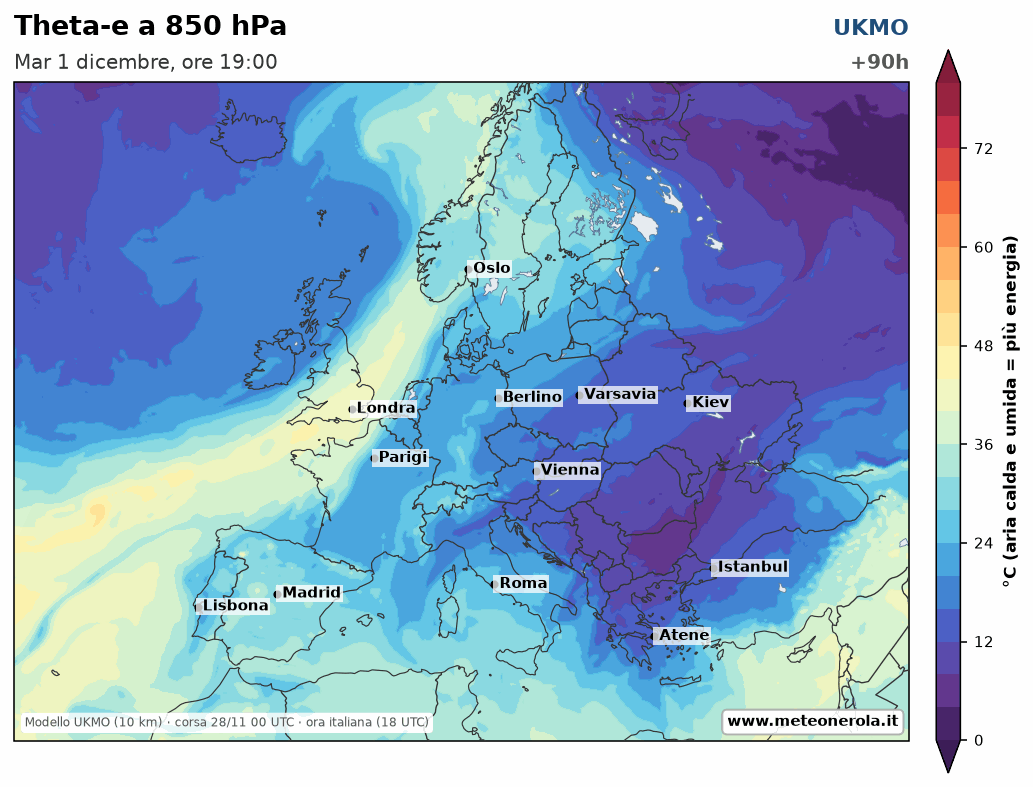 Theta-e a 850 hPa
UKMO
Mar 1 dicembre, ore 19:00
+90h
72
60
48
36
24
12
0
°C (aria calda e umida = più energia)
Oslo
Londra
Berlino
Varsavia
Kiev
Parigi
Vienna
Istanbul
Roma
Madrid
Lisbona
Atene
Modello UKMO (10 km) · corsa 28/11 00 UTC · ora italiana (18 UTC)
www.meteonerola.it